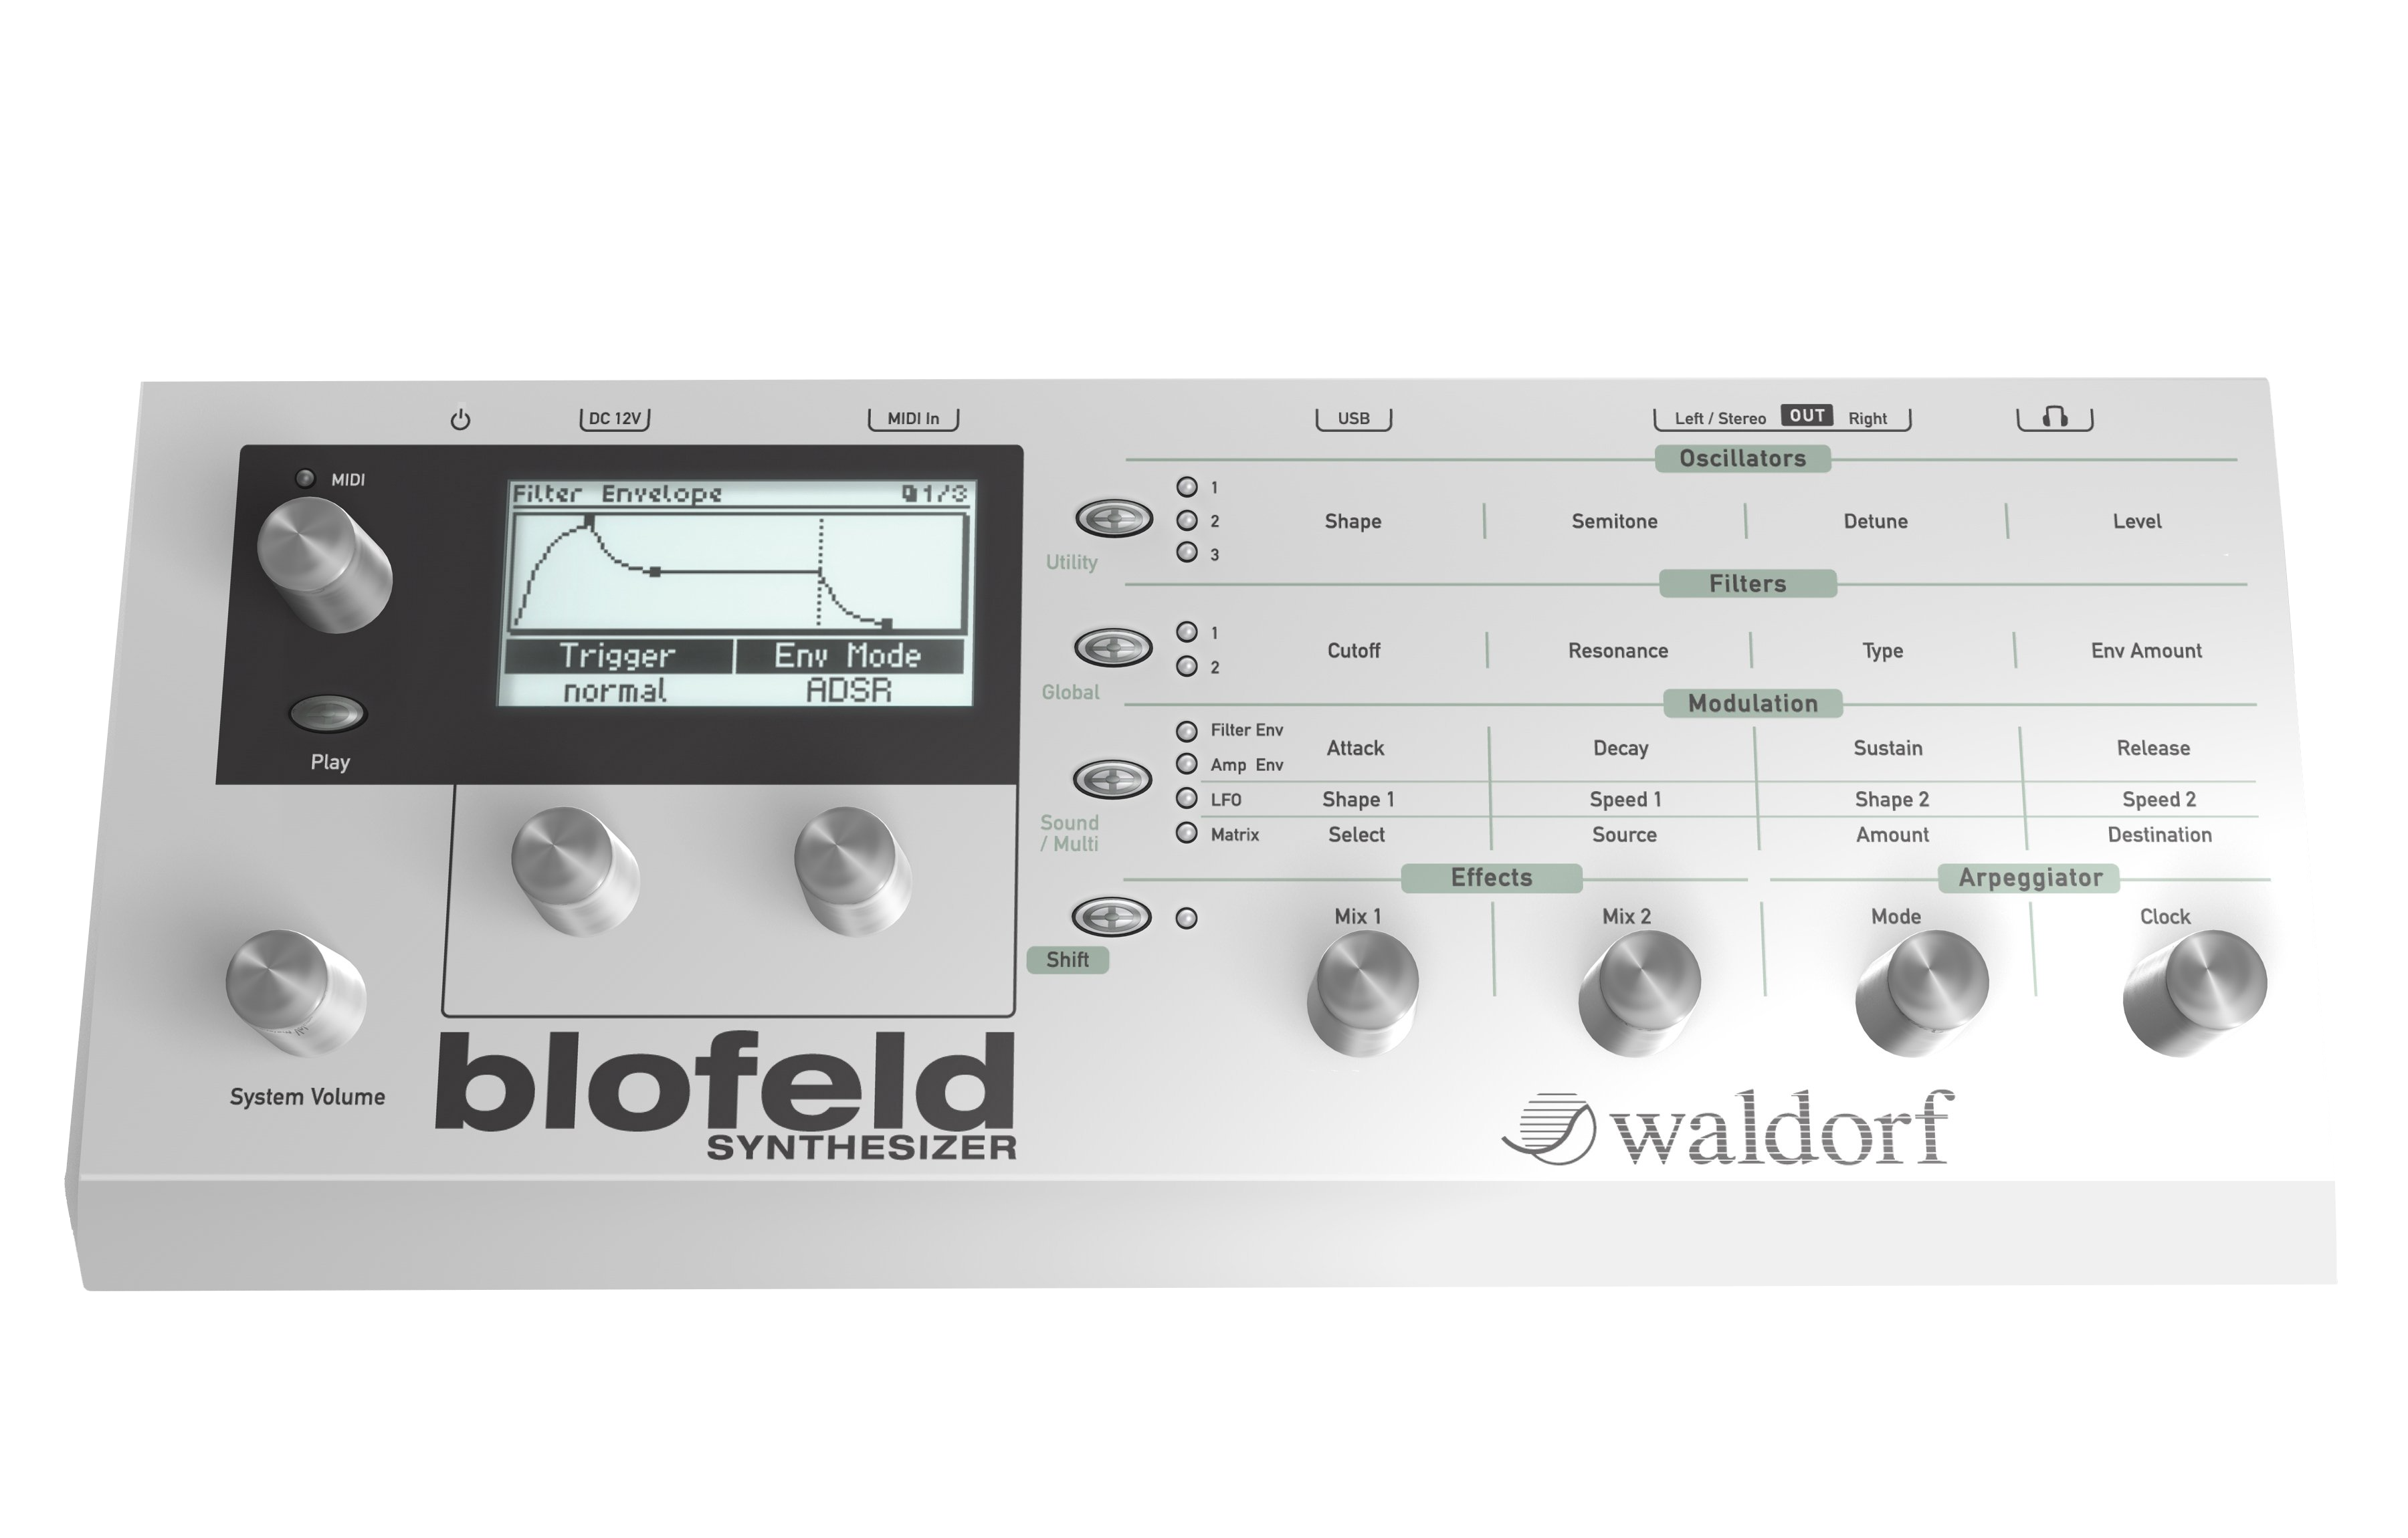 DC 12V
MIDI In
USB
Left / Stereo OUT Right
MIDI
Play
System Volume
Filter Envelope 1/3
Trigger Env Mode
normal ADSR
blofeld
SYNTHESIZER
Oscillators
1
2
3
Shape Semitone Detune Level
Utility
Filters
1
2
Cutoff Resonance Type Env Amount
Global
Modulation
Filter Env
Amp Env
Attack Decay Sustain Release
LFO Shape 1 Speed 1 Shape 2 Speed 2
Matrix Select Source Amount Destination
Sound
/ Multi
Effects Arpeggiator
Mix 1 Mix 2 Mode Clock
Shift
waldorf